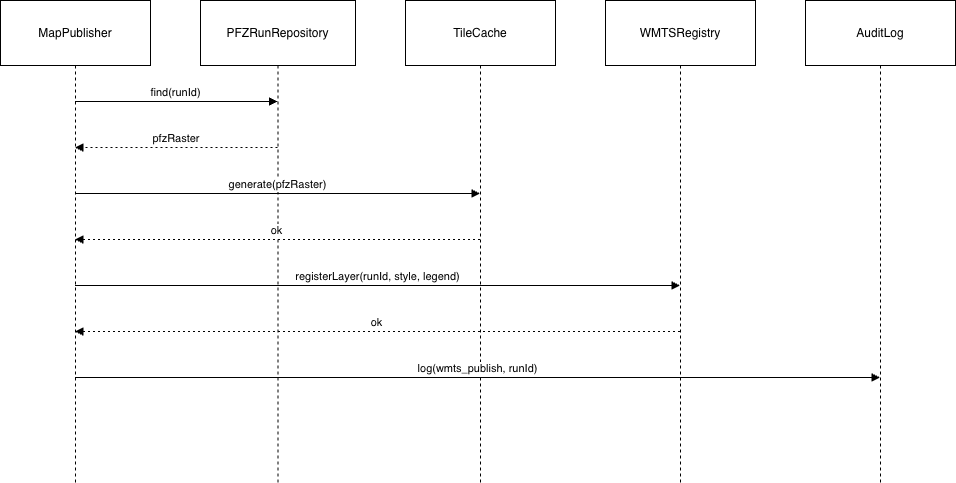 MapPublisher
PFZRunRepository
TileCache
WMTSRegistry
AuditLog
find(runId)
pfzRaster
generate(pfzRaster)
ok
registerLayer(runId, style, legend)
ok
log(wmts_publish, runId)